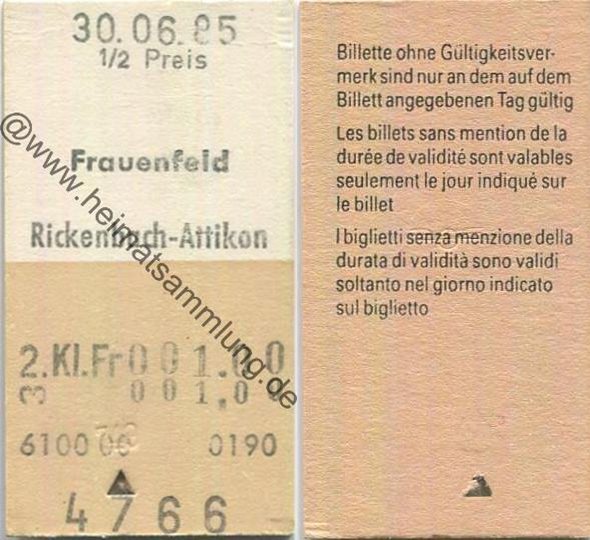 30.06.85
1/2 Preis
Frauenfeld
Rickenbach-Attikon
2.Kl.Fr 001.00
3 001,00
6100 0190
4766
@www.heimatsammlung.de
Billette ohne Gültigkeitsver-
merk sind nur an dem auf dem
Billett angegebenen Tag gültig
Les billets sans mention de la
durée de validité sont valables
seulement le jour indiqué sur
le billet
I biglietti senza menzione della
durata di validità sono validi
soltanto nel giorno indicato
sul biglietto